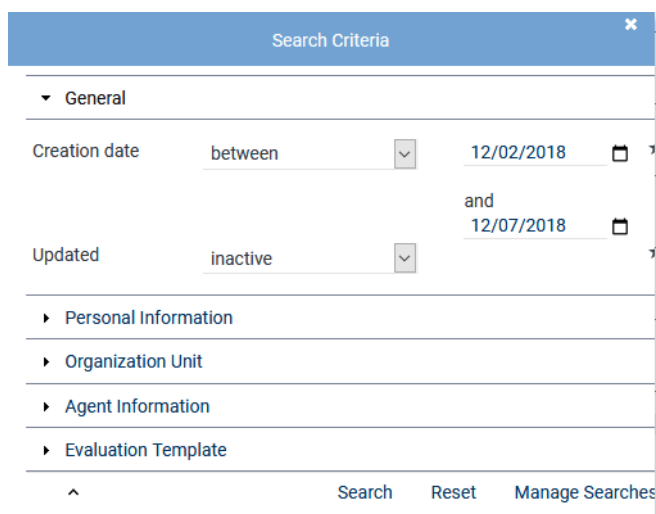 Search Criteria
General
Creation date between 12/02/2018
and
12/07/2018
Updated inactive
Personal Information
Organization Unit
Agent Information
Evaluation Template
Search Reset Manage Searches